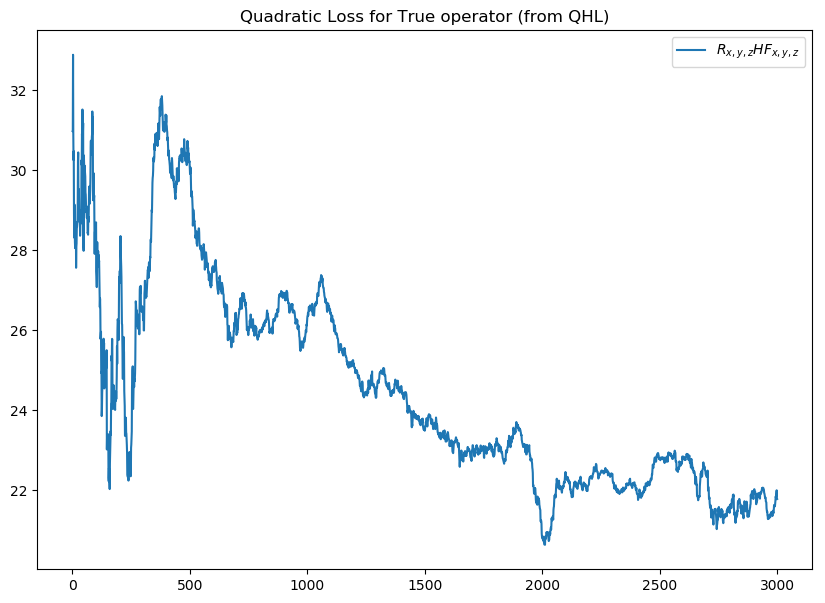 Quadratic Loss for True operator (from QHL)
R_{x,y,z}HF_{x,y,z}
32
30
28
26
24
22
0 500 1000 1500 2000 2500 3000